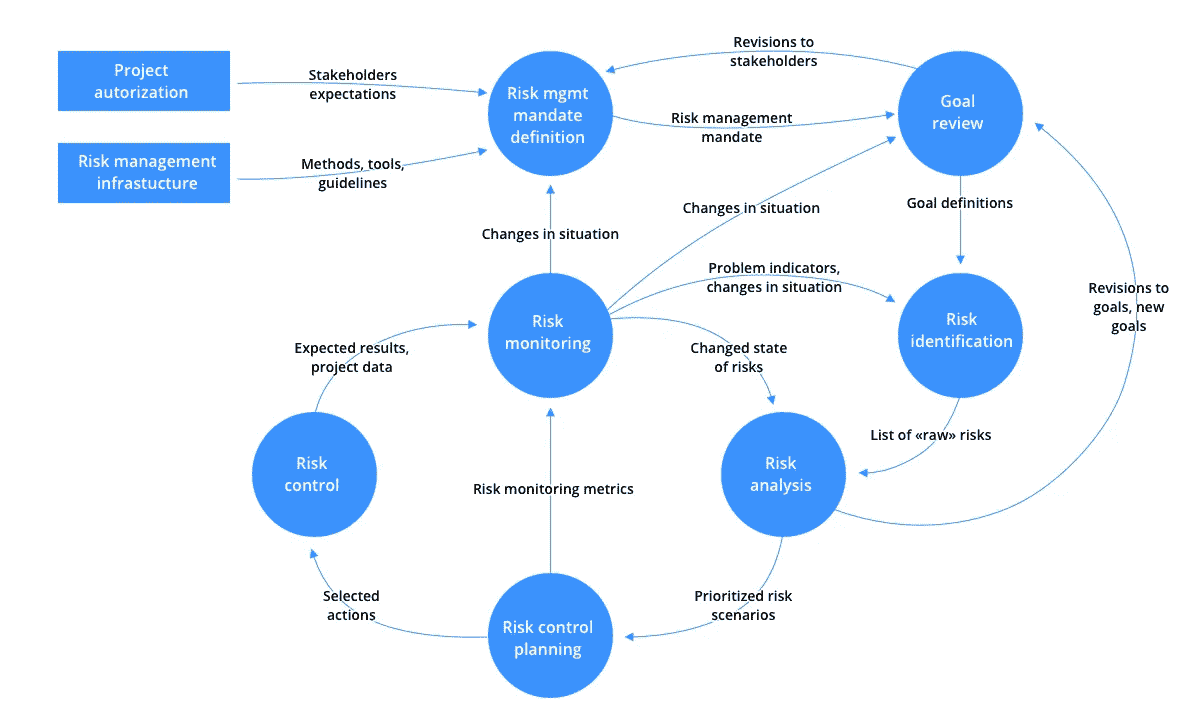 Project
autorization
Stakeholders
expectations
Risk mgmt
mandate
definition
Revisions to
stakeholders
Goal
review
Risk management
mandate
Risk management
infrastucture
Methods, tools,
guidelines
Changes in situation
Changes in situation
Goal definitions
Problem indicators,
changes in situation
Revisions to
goals, new
goals
Risk
monitoring
Risk
identification
Expected results,
project data
Changed state
of risks
List of «raw» risks
Risk
control
Risk
analysis
Risk monitoring metrics
Selected
actions
Prioritized risk
scenarios
Risk control
planning